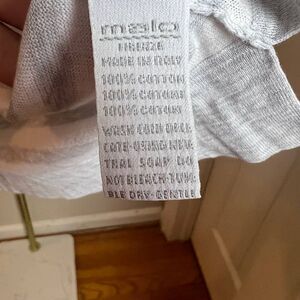 malo
FIRENZE
MADE IN ITALY
100% COTTON
100% COTONE
100% COTTON
WASH COLD DELI
CATE-USING NEU-
TRAL SOAP DO
NOT BLEACH-TUM-
BLE DRY-GENTLE